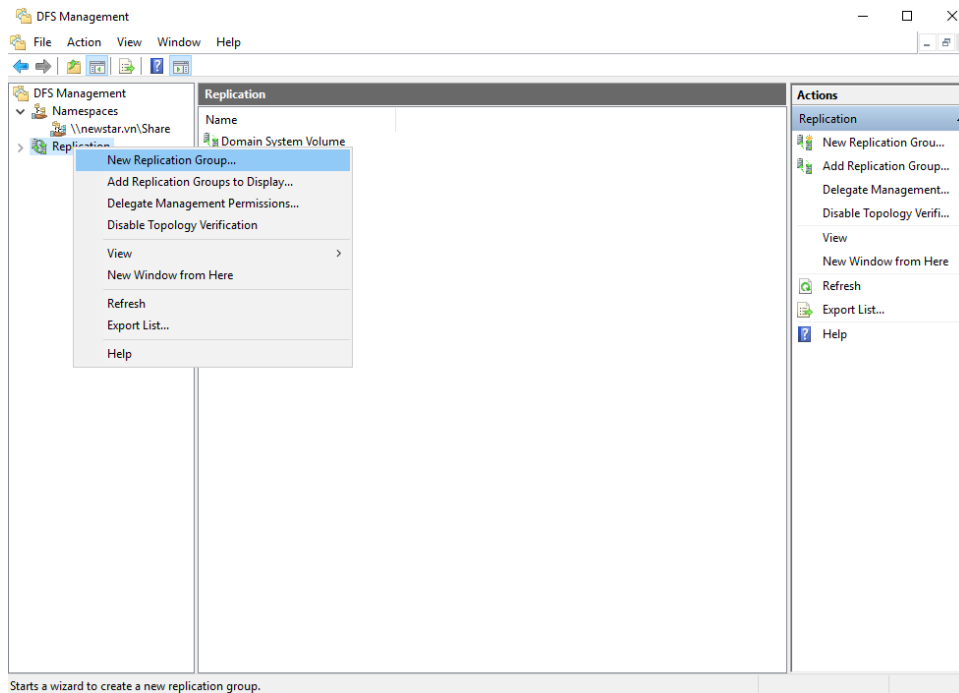 DFS Management
File Action View Window Help
DFS Management
Namespaces
\\newstar.vn\Share
Replication
Replication
Name
Domain System Volume
New Replication Group...
Add Replication Groups to Display...
Delegate Management Permissions...
Disable Topology Verification
View
New Window from Here
Refresh
Export List...
Help
Actions
Replication
New Replication Grou...
Add Replication Group...
Delegate Management...
Disable Topology Verifi...
View
New Window from Here
Refresh
Export List...
Help
Starts a wizard to create a new replication group.